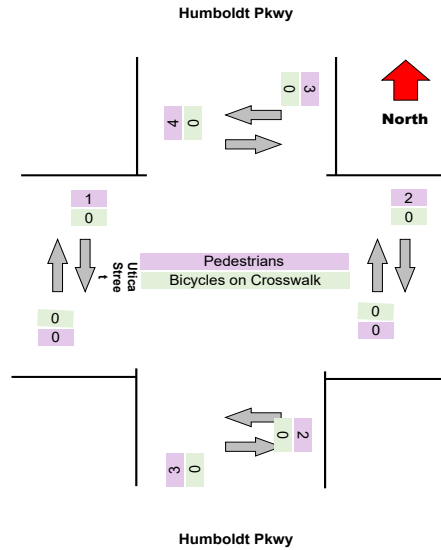 Humboldt Pkwy
0 3
4 0
North
1
0
2
0
Utica
Stree
t
Pedestrians
Bicycles on Crosswalk
0
0
0
0
0 2
3 0
Humboldt Pkwy